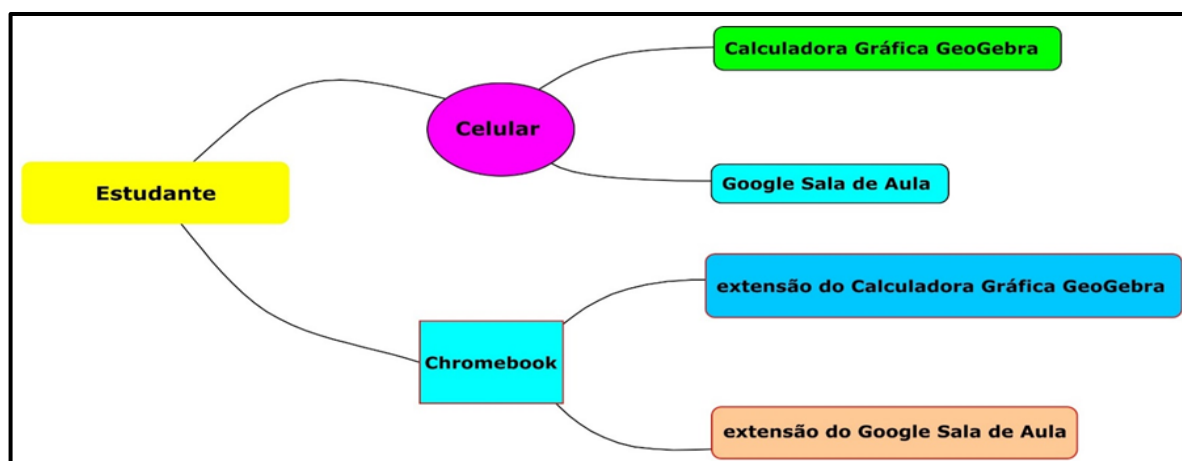 Estudante
Celular
Calculadora Gráfica GeoGebra
Google Sala de Aula
Chromebook
extensão do Calculadora Gráfica GeoGebra
extensão do Google Sala de Aula